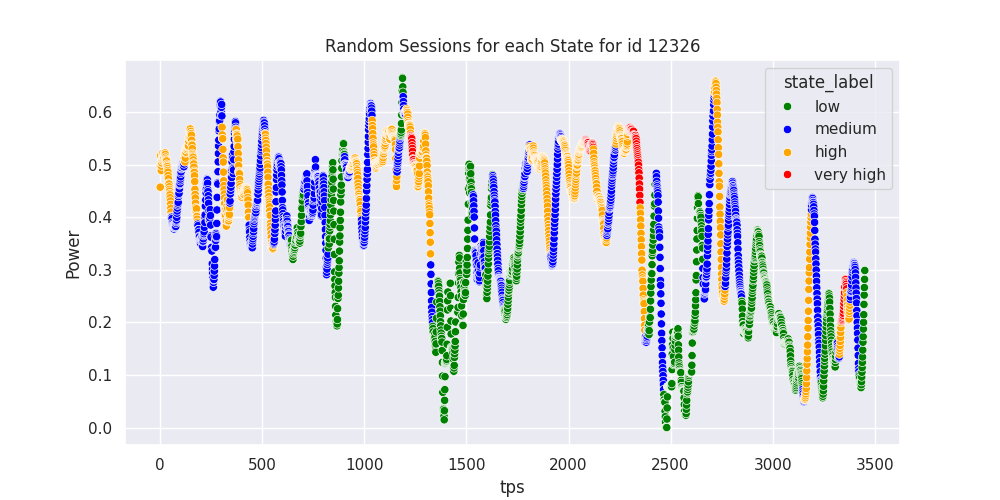 Random Sessions for each State for id 12326
state_label
low
medium
high
very high
Power
0.6
0.5
0.4
0.3
0.2
0.1
0.0
0 500 1000 1500 2000 2500 3000 3500
tps